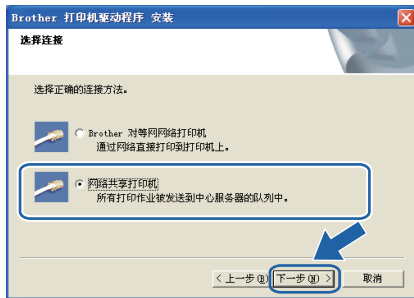 Brother 打印机驱动程序 安装
选择连接
选择正确的连接方法。
Brother 对等网网络打印机
通过网络直接打印到打印机上。
网络共享打印机
所有打印作业被发送到中心服务器的队列中。
< 上一步(B) 下一步(N) > 取消